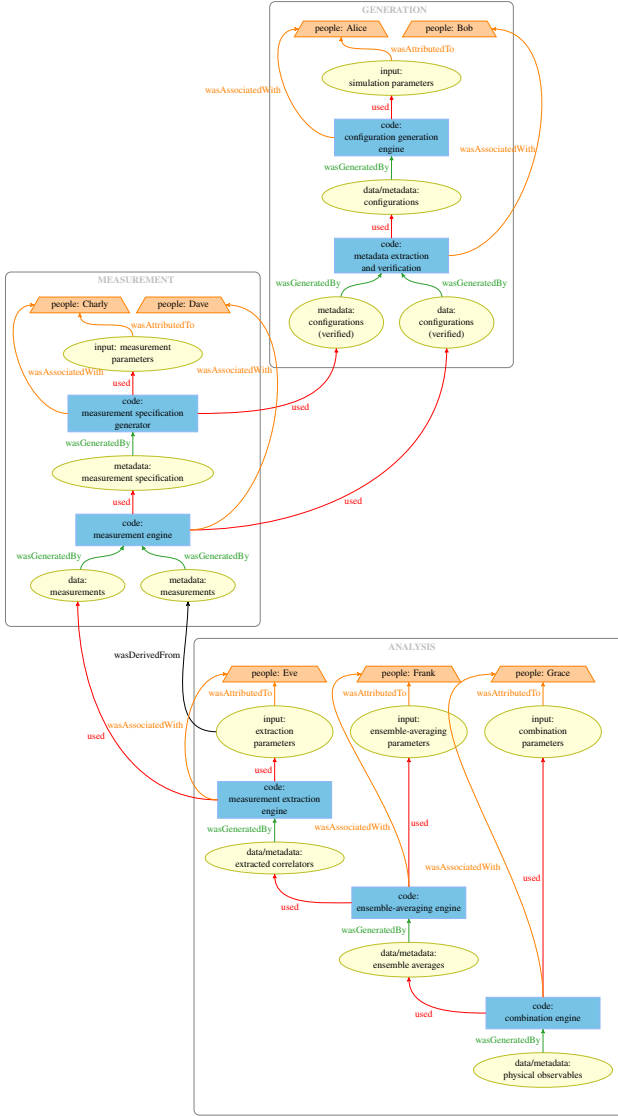 GENERATION
people: Alice
people: Bob
wasAttributedTo
input:
simulation parameters
wasAssociatedWith
used
code:
configuration generation
engine
wasAssociatedWith
wasGeneratedBy
data/metadata:
configurations
used
code:
metadata extraction
and verification
wasGeneratedBy
wasGeneratedBy
metadata:
configurations
(verified)
data:
configurations
(verified)
MEASUREMENT
people: Charly
people: Dave
wasAttributedTo
input: measurement
parameters
wasAssociatedWith
wasAssociatedWith
used
code:
measurement specification
generator
used
wasGeneratedBy
metadata:
measurement specification
used
used
code:
measurement engine
wasGeneratedBy
wasGeneratedBy
data:
measurements
metadata:
measurements
wasDerivedFrom
ANALYSIS
people: Eve
people: Frank
people: Grace
wasAttributedTo
wasAttributedTo
wasAttributedTo
input:
extraction
parameters
input:
ensemble-averaging
parameters
input:
combination
parameters
wasAssociatedWith
used
used
code:
measurement extraction
engine
used
wasGeneratedBy
wasAssociatedWith
data/metadata:
extracted correlators
wasAssociatedWith
used
used
code:
ensemble-averaging engine
wasGeneratedBy
data/metadata:
ensemble averages
used
code:
combination engine
wasGeneratedBy
data/metadata:
physical observables